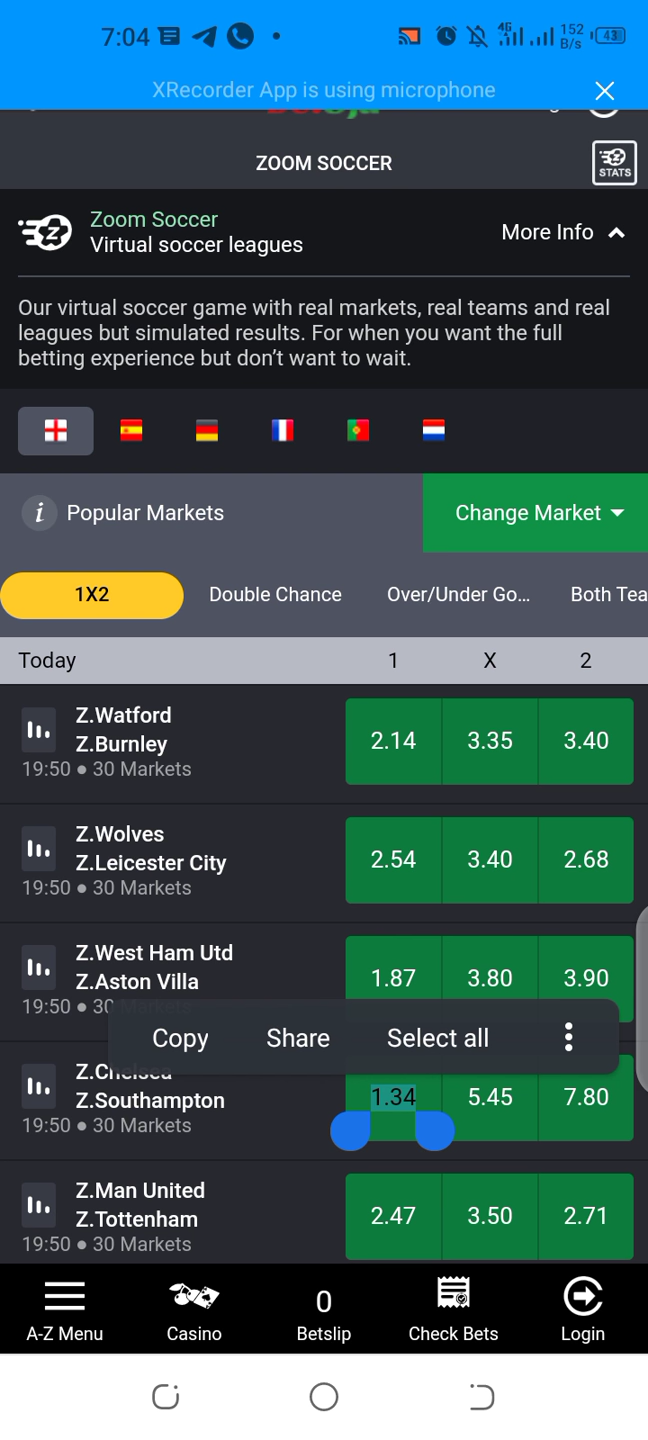 7:04
4G
152
B/s
43
XRecorder App is using microphone
ZOOM SOCCER
STATS
Zoom Soccer
Virtual soccer leagues
More Info
Our virtual soccer game with real markets, real teams and real
leagues but simulated results. For when you want the full
betting experience but don't want to wait.
i Popular Markets
Change Market
1X2 Double Chance Over/Under Go... Both Tea
Today 1 X 2
Z.Watford
Z.Burnley
19:50 • 30 Markets
2.14 3.35 3.40
Z.Wolves
Z.Leicester City
19:50 • 30 Markets
2.54 3.40 2.68
Z.West Ham Utd
Z.Aston Villa
19:50 • 30 Markets
1.87 3.80 3.90
Copy Share Select all
Z.Chelsea
Z.Southampton
19:50 • 30 Markets
1.34 5.45 7.80
Z.Man United
Z.Tottenham
19:50 • 30 Markets
2.47 3.50 2.71
A-Z Menu
Casino
0
Betslip
Check Bets
Login